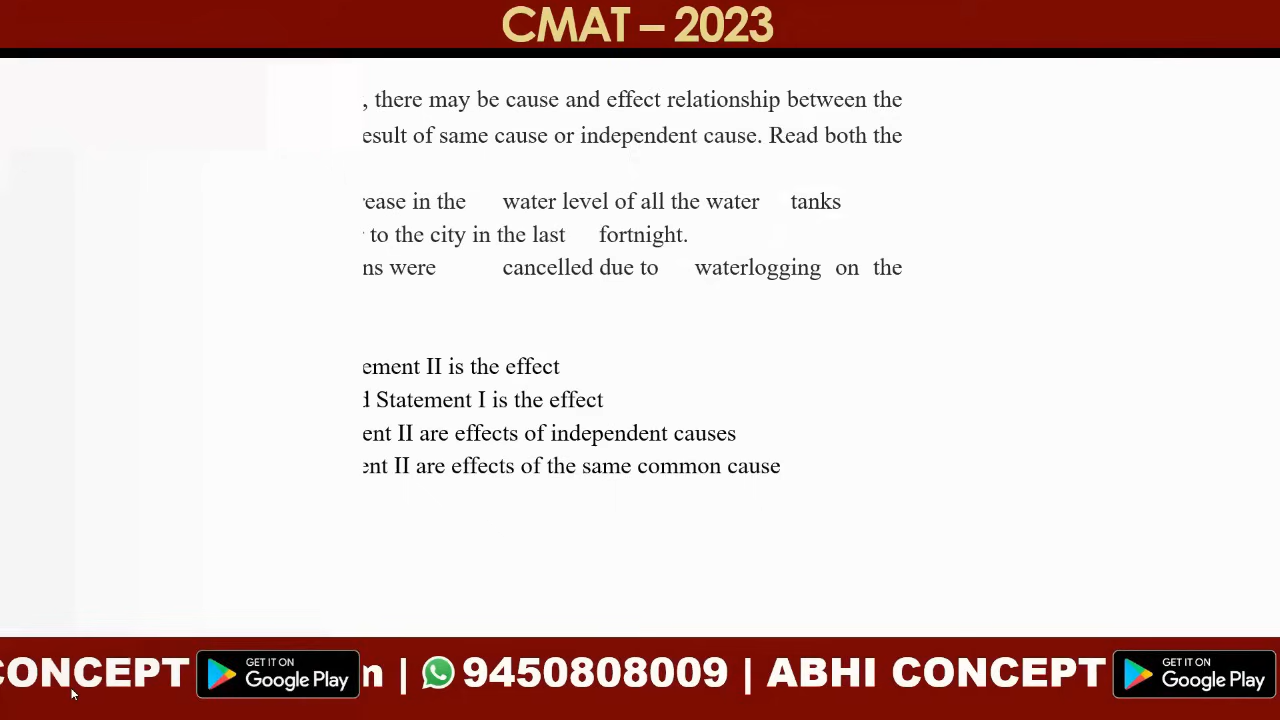 CMAT – 2023
, there may be cause and effect relationship between the
esult of same cause or independent cause. Read both the
rease in the water level of all the water tanks
to the city in the last fortnight.
ns were cancelled due to waterlogging on the
ement II is the effect
d Statement I is the effect
ent II are effects of independent causes
ent II are effects of the same common cause
CONCEPT GET IT ON Google Play n | 9450808009 | ABHI CONCEPT GET IT ON Google Play